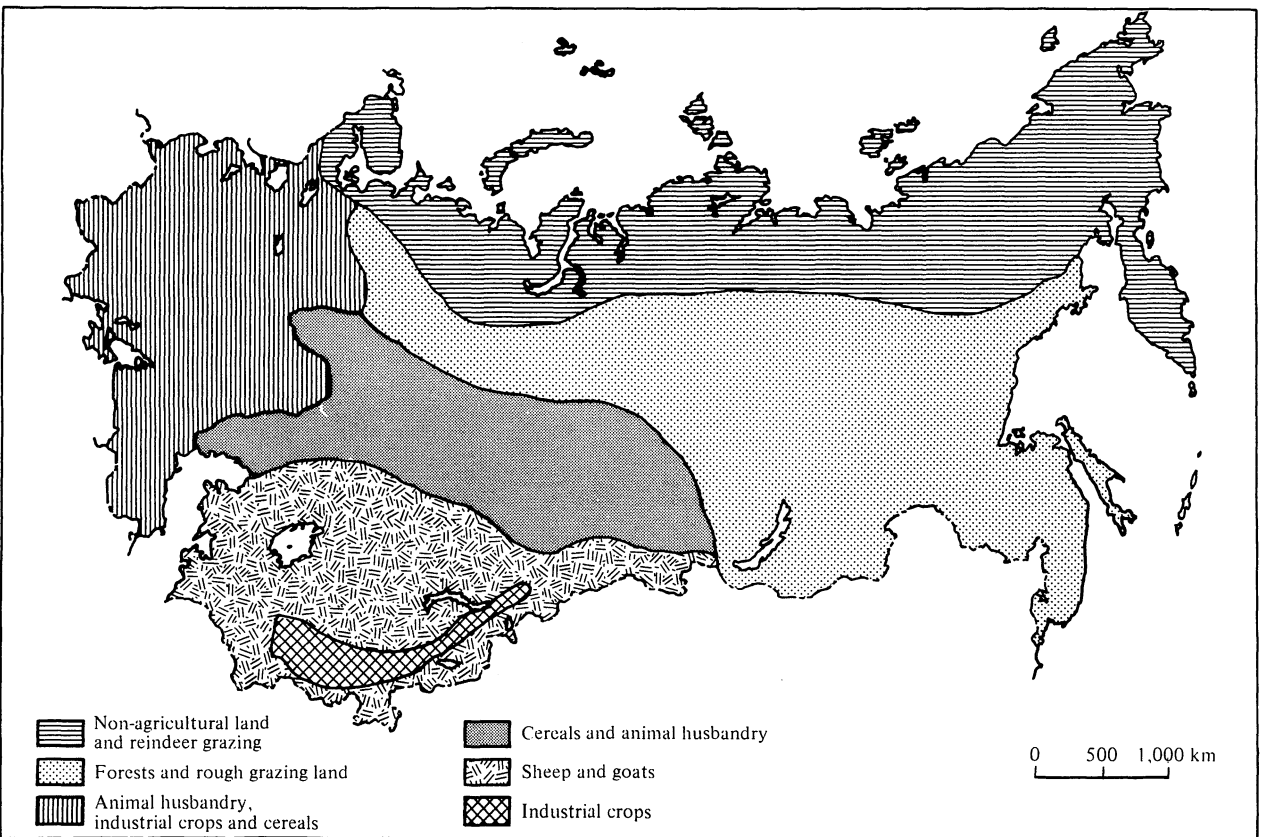 Non-agricultural land
and reindeer grazing
Forests and rough grazing land
Animal husbandry,
industrial crops and cereals
Cereals and animal husbandry
Sheep and goats
Industrial crops
0 500 1,000 km